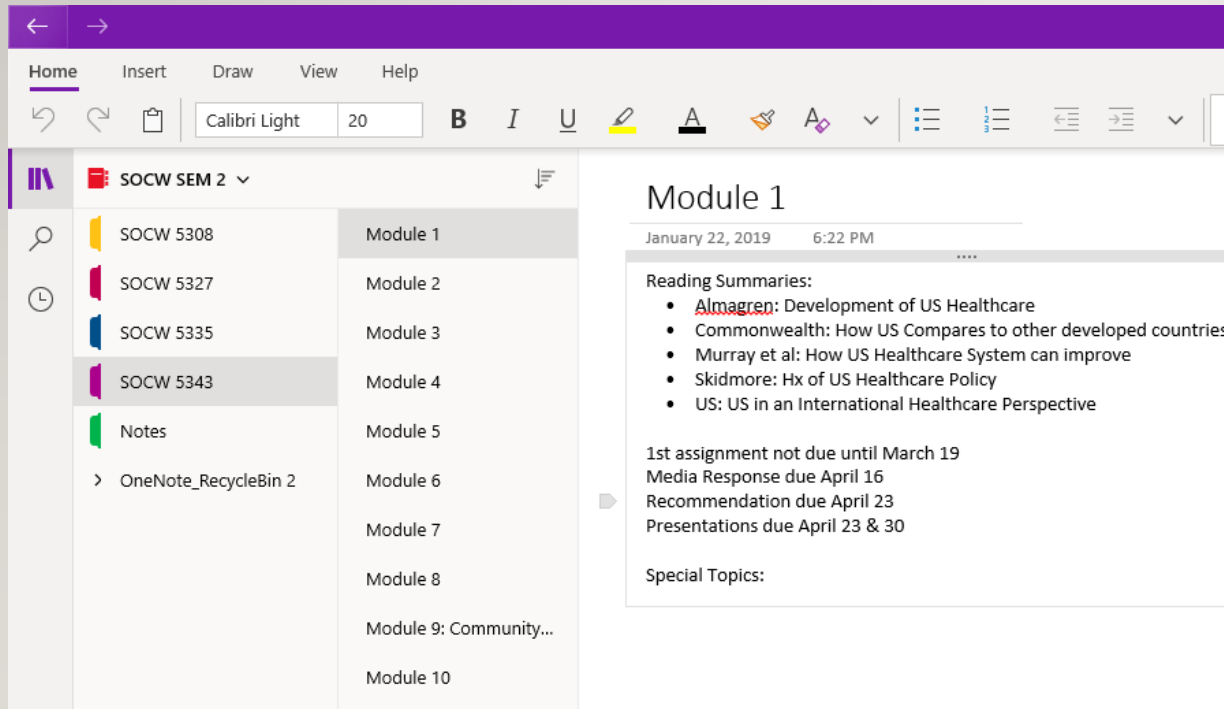 Home Insert Draw View Help
Calibri Light 20 B I U A A
SOCW SEM 2
SOCW 5308
SOCW 5327
SOCW 5335
SOCW 5343
Notes
OneNote_RecycleBin 2
Module 1
Module 2
Module 3
Module 4
Module 5
Module 6
Module 7
Module 8
Module 9: Community...
Module 10
Module 1
January 22, 2019 6:22 PM
Reading Summaries:
• Almagren: Development of US Healthcare
• Commonwealth: How US Compares to other developed countries
• Murray et al: How US Healthcare System can improve
• Skidmore: Hx of US Healthcare Policy
• US: US in an International Healthcare Perspective
1st assignment not due until March 19
Media Response due April 16
Recommendation due April 23
Presentations due April 23 & 30
Special Topics: